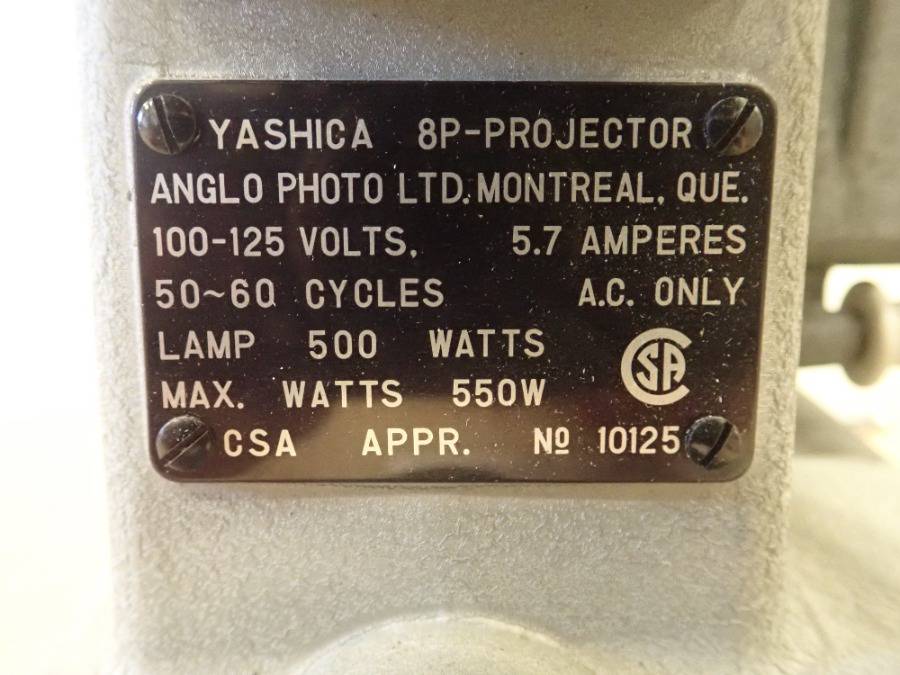 YASHICA 8P-PROJECTOR
ANGLO PHOTO LTD. MONTREAL, QUE.
100-125 VOLTS, 5.7 AMPERES
50~60 CYCLES A.C. ONLY
LAMP 500 WATTS
CSA
MAX. WATTS 550W
CSA APPR. Nº 10125